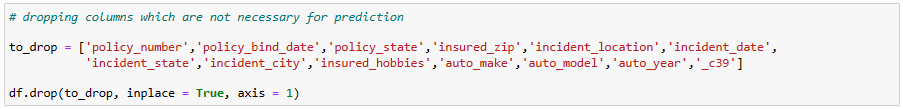 # dropping columns which are not necessary for prediction
to_drop = ['policy_number','policy_bind_date','policy_state','insured_zip','incident_location','incident_date',
'incident_state','incident_city','insured_hobbies','auto_make','auto_model','auto_year','_c39']
df.drop(to_drop, inplace = True, axis = 1)